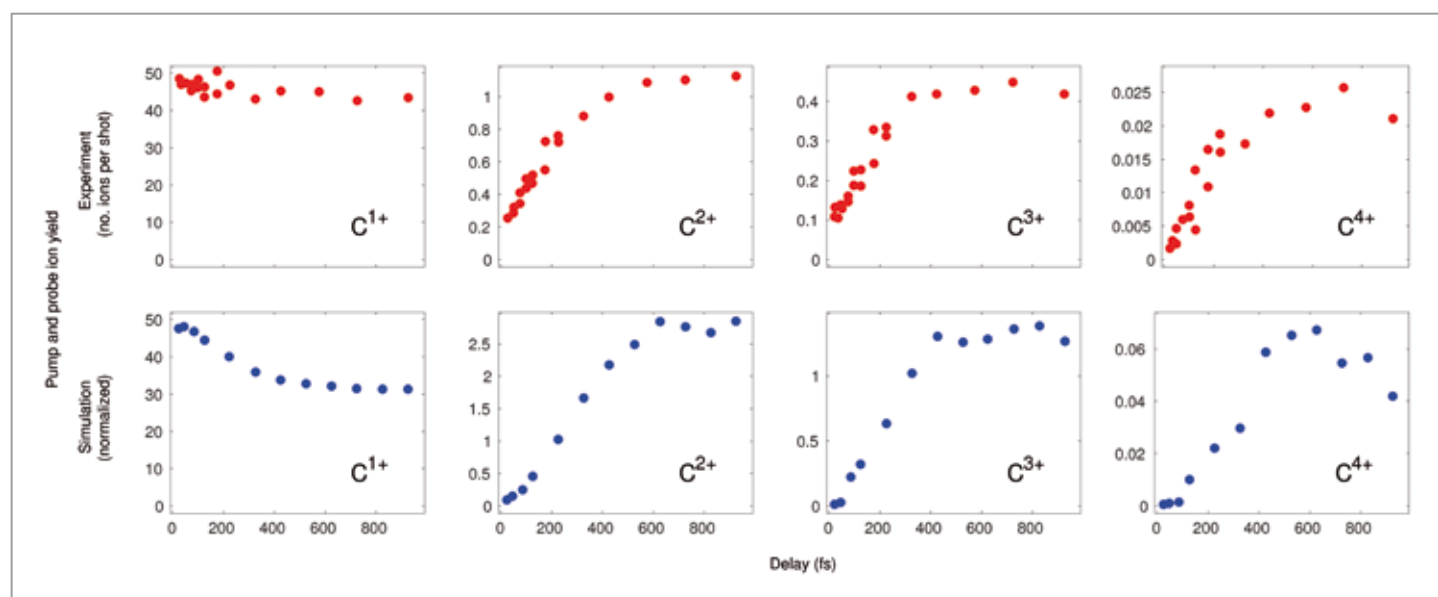 Pump and probe ion yield
Experiment
(no. ions per shot)
50
40
30
20
10
0
C1+
1
0.8
0.6
0.4
0.2
0
C2+
0.4
0.3
0.2
0.1
0
C3+
0.025
0.02
0.015
0.01
0.005
0
C4+
Simulation
(normalized)
50
40
30
20
10
0
C1+
0 200 400 600 800
2.5
2
1.5
1
0.5
0
C2+
0 200 400 600 800
1
0.5
0
C3+
0 200 400 600 800
0.06
0.04
0.02
0
C4+
0 200 400 600 800
Delay (fs)